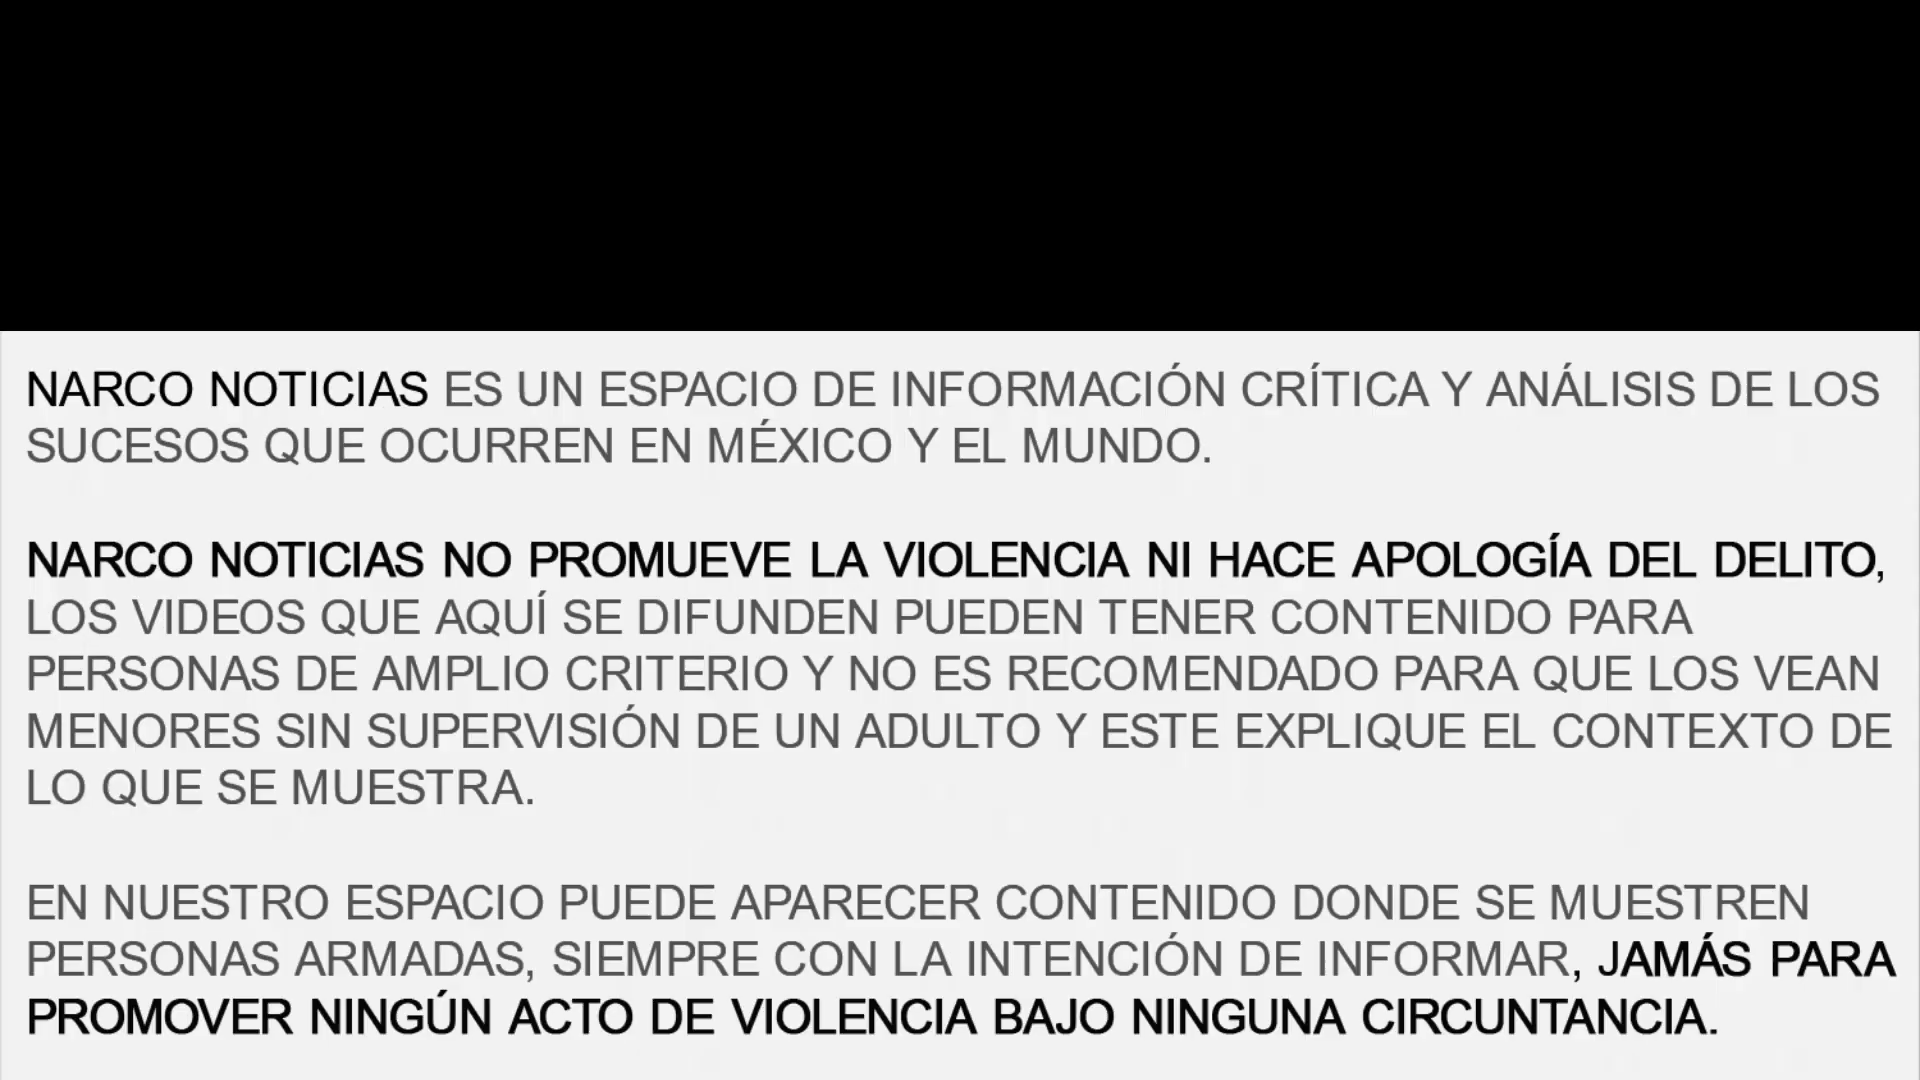 NARCO NOTICIAS ES UN ESPACIO DE INFORMACIÓN CRÍTICA Y ANÁLISIS DE LOS
SUCESOS QUE OCURREN EN MÉXICO Y EL MUNDO.
NARCO NOTICIAS NO PROMUEVE LA VIOLENCIA NI HACE APOLOGÍA DEL DELITO,
LOS VIDEOS QUE AQUÍ SE DIFUNDEN PUEDEN TENER CONTENIDO PARA
PERSONAS DE AMPLIO CRITERIO Y NO ES RECOMENDADO PARA QUE LOS VEAN
MENORES SIN SUPERVISIÓN DE UN ADULTO Y ESTE EXPLIQUE EL CONTEXTO DE
LO QUE SE MUESTRA.
EN NUESTRO ESPACIO PUEDE APARECER CONTENIDO DONDE SE MUESTREN
PERSONAS ARMADAS, SIEMPRE CON LA INTENCIÓN DE INFORMAR, JAMÁS PARA
PROMOVER NINGÚN ACTO DE VIOLENCIA BAJO NINGUNA CIRCUNTANCIA.